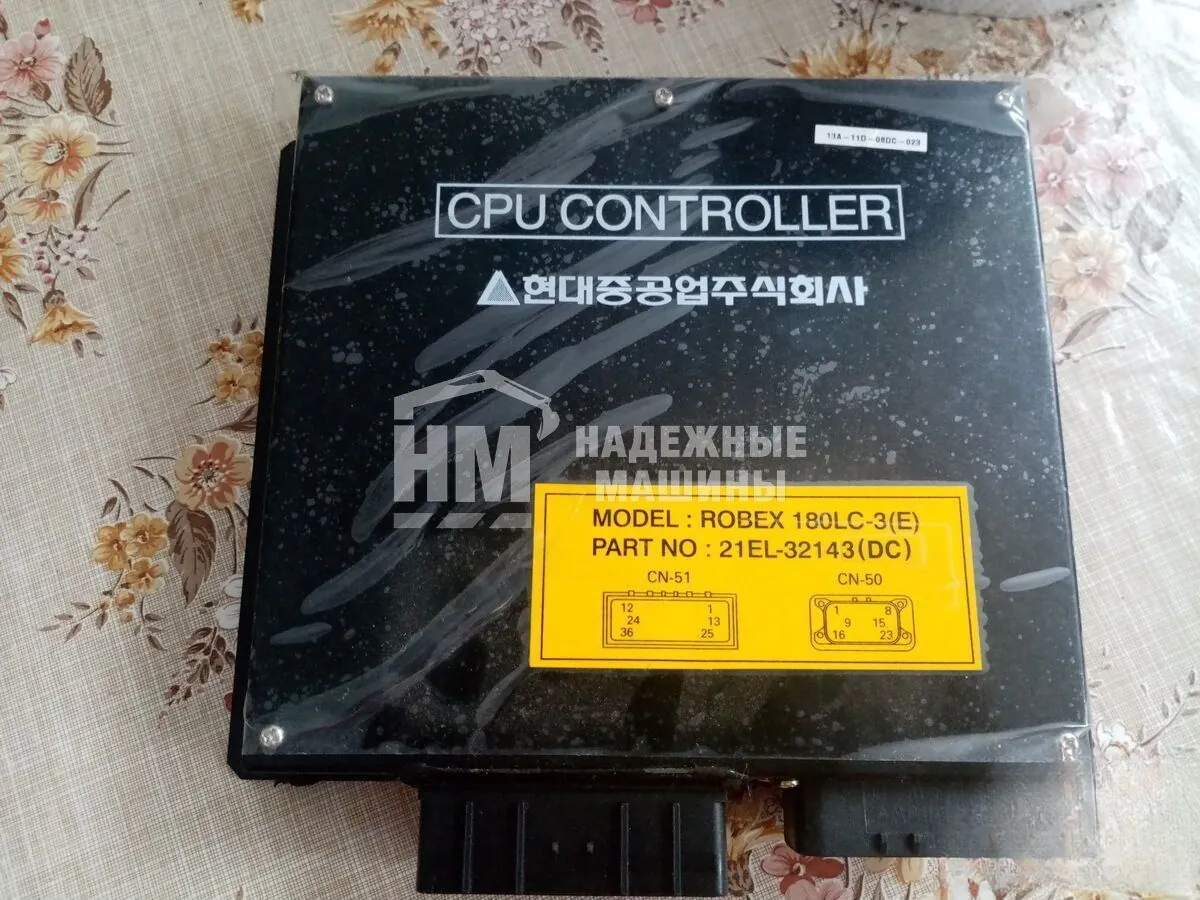 13A-11D-08DC-023
CPU CONTROLLER
현대중공업주식회사
НМ НАДЕЖНЫЕ
МАШИНЫ
MODEL : ROBEX 180LC-3(E)
PART NO : 21EL-32143(DC)
CN-51 CN-50
12 1 1 8
24 13 9 15
36 25 16 23